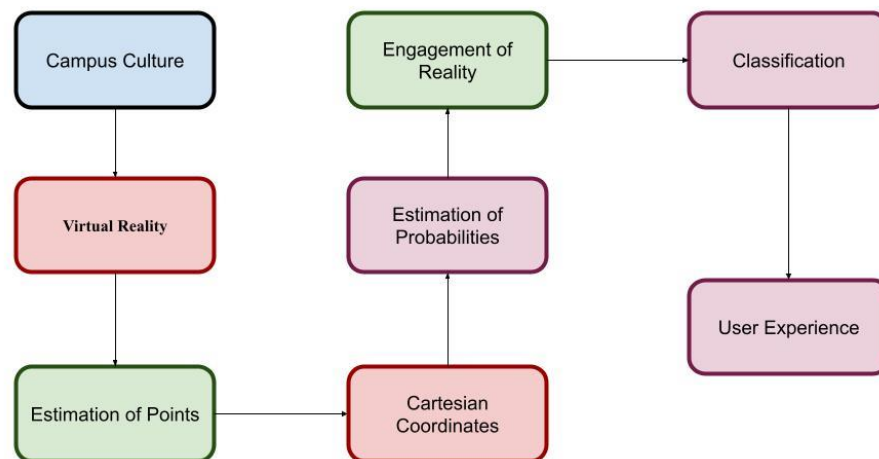 Campus Culture
Virtual Reality
Estimation of Points
Cartesian
Coordinates
Estimation of
Probabilities
Engagement of
Reality
Classification
User Experience